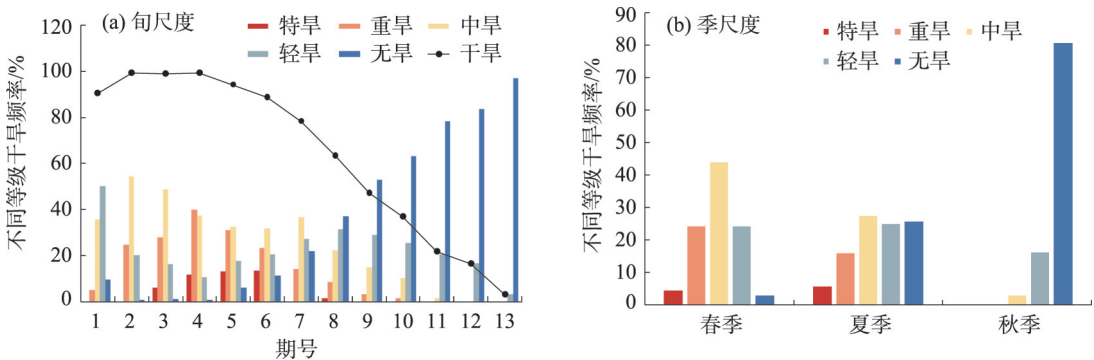 (a) 旬尺度
特旱 重旱 中旱
轻旱 无旱 干旱
不同等级干旱频率/%
120
100
80
60
40
20
0
1 2 3 4 5 6 7 8 9 10 11 12 13
期号
(b) 季尺度
特旱 重旱 中旱
轻旱 无旱
不同等级干旱频率/%
90
80
70
60
50
40
30
20
10
0
春季 夏季 秋季